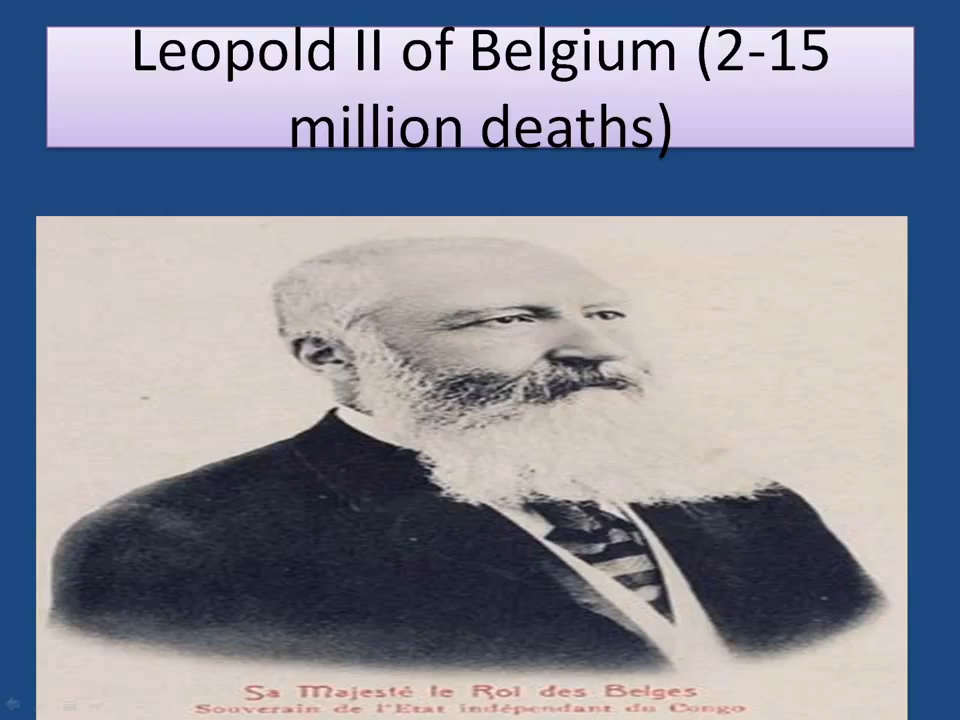 Leopold II of Belgium (2-15
million deaths)
Sa Majesté le Roi des Belges
Souverain de l'Etat indépendant du Congo